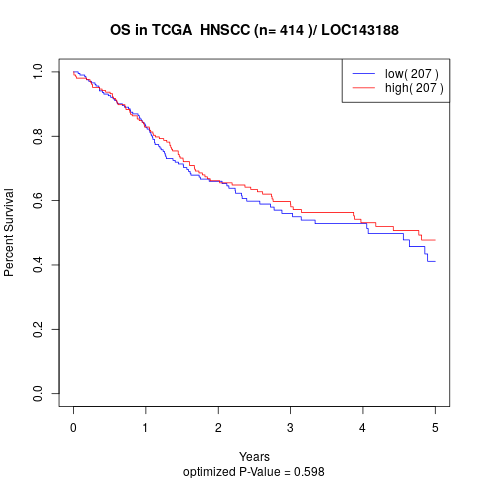 OS in TCGA  HNSCC (n= 414 )/ LOC143188
low( 207 )
high( 207 )
Percent Survival
1.0
0.8
0.6
0.4
0.2
0.0
0 1 2 3 4 5
Years
optimized P-Value = 0.598